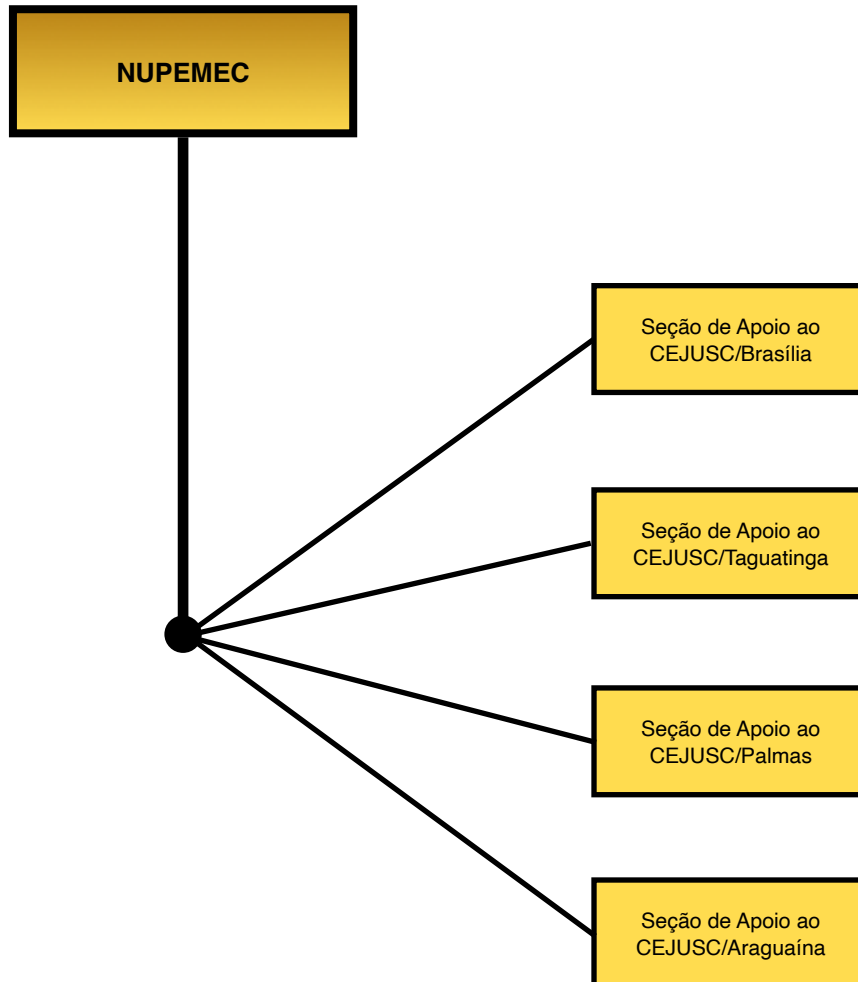 NUPEMEC
Seção de Apoio ao
CEJUSC/Brasília
Seção de Apoio ao
CEJUSC/Taguatinga
Seção de Apoio ao
CEJUSC/Palmas
Seção de Apoio ao
CEJUSC/Araguaína